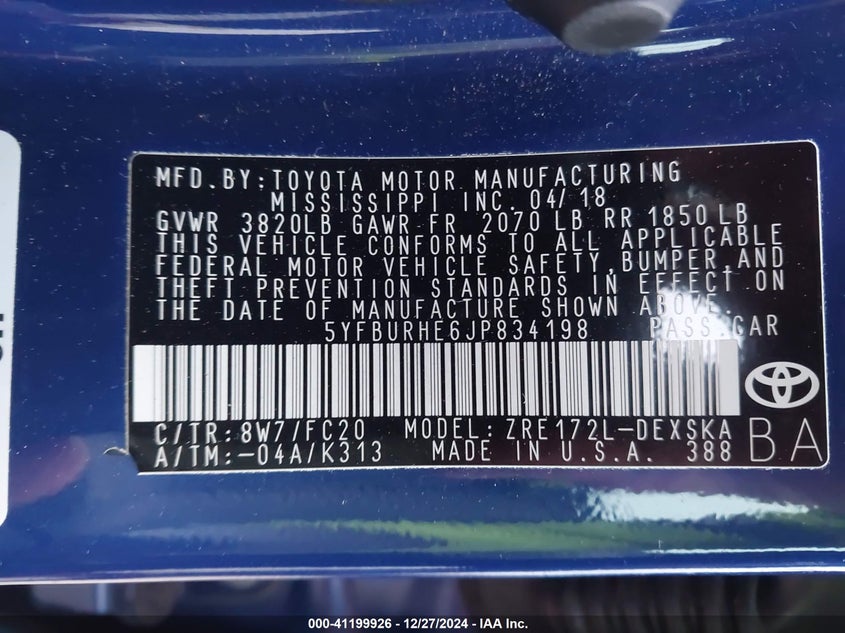 MFD.BY:TOYOTA MOTOR MANUFACTURING
MISSISSIPPI INC. 04/18
GVWR 3820LB GAWR FR 2070 LB RR 1850LB
THIS VEHICLE CONFORMS TO ALL APPLICABLE
FEDERAL MOTOR VEHICLE SAFETY,BUMPER,AND
THEFT PREVENTION STANDARDS IN EFFECT ON
THE DATE OF MANUFACTURE SHOWN ABOVE.
5YFBURHE6JP834198 PASS.CAR
C/TR:8W7/FC20 MODEL:ZRE172L-DEXSKA
A/TM:-04A/K313 MADE IN U.S.A. 388
BA
000-41199926 - 12/27/2024 - IAA Inc.